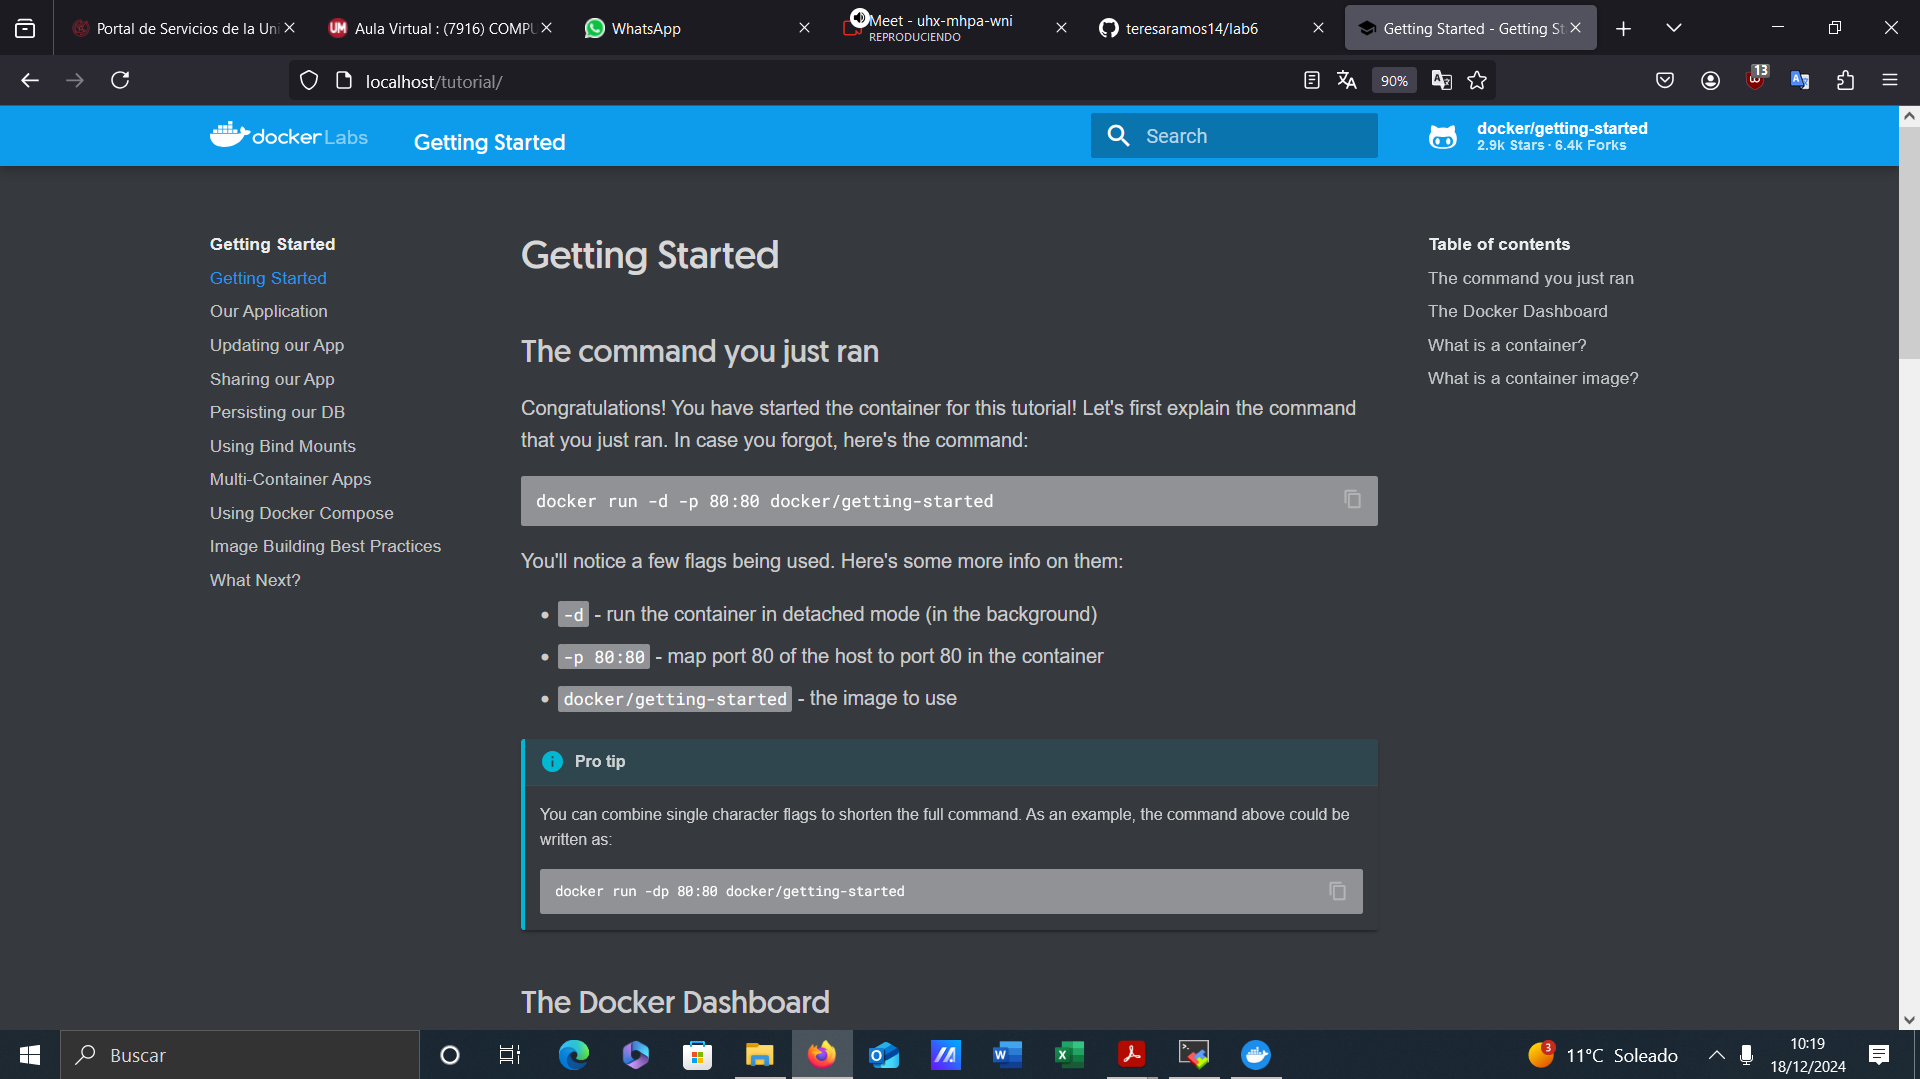 Portal de Servicios de la Uni
Aula Virtual : (7916) COMPU
WhatsApp
Meet - uhx-mhpa-wni
REPRODUCIENDO
teresaramos14/lab6
Getting Started - Getting St
localhost/tutorial/
90%
13
docker Labs
Getting Started
Search
docker/getting-started
2.9k Stars · 6.4k Forks
Getting Started
Getting Started
Our Application
Updating our App
Sharing our App
Persisting our DB
Using Bind Mounts
Multi-Container Apps
Using Docker Compose
Image Building Best Practices
What Next?
Getting Started
The command you just ran
Congratulations! You have started the container for this tutorial! Let's first explain the command
that you just ran. In case you forgot, here's the command:
docker run -d -p 80:80 docker/getting-started
You'll notice a few flags being used. Here's some more info on them:
• -d - run the container in detached mode (in the background)
• -p 80:80 - map port 80 of the host to port 80 in the container
• docker/getting-started - the image to use
Pro tip
You can combine single character flags to shorten the full command. As an example, the command above could be
written as:
docker run -dp 80:80 docker/getting-started
The Docker Dashboard
Table of contents
The command you just ran
The Docker Dashboard
What is a container?
What is a container image?
Buscar
3
11°C Soleado
10:19
18/12/2024